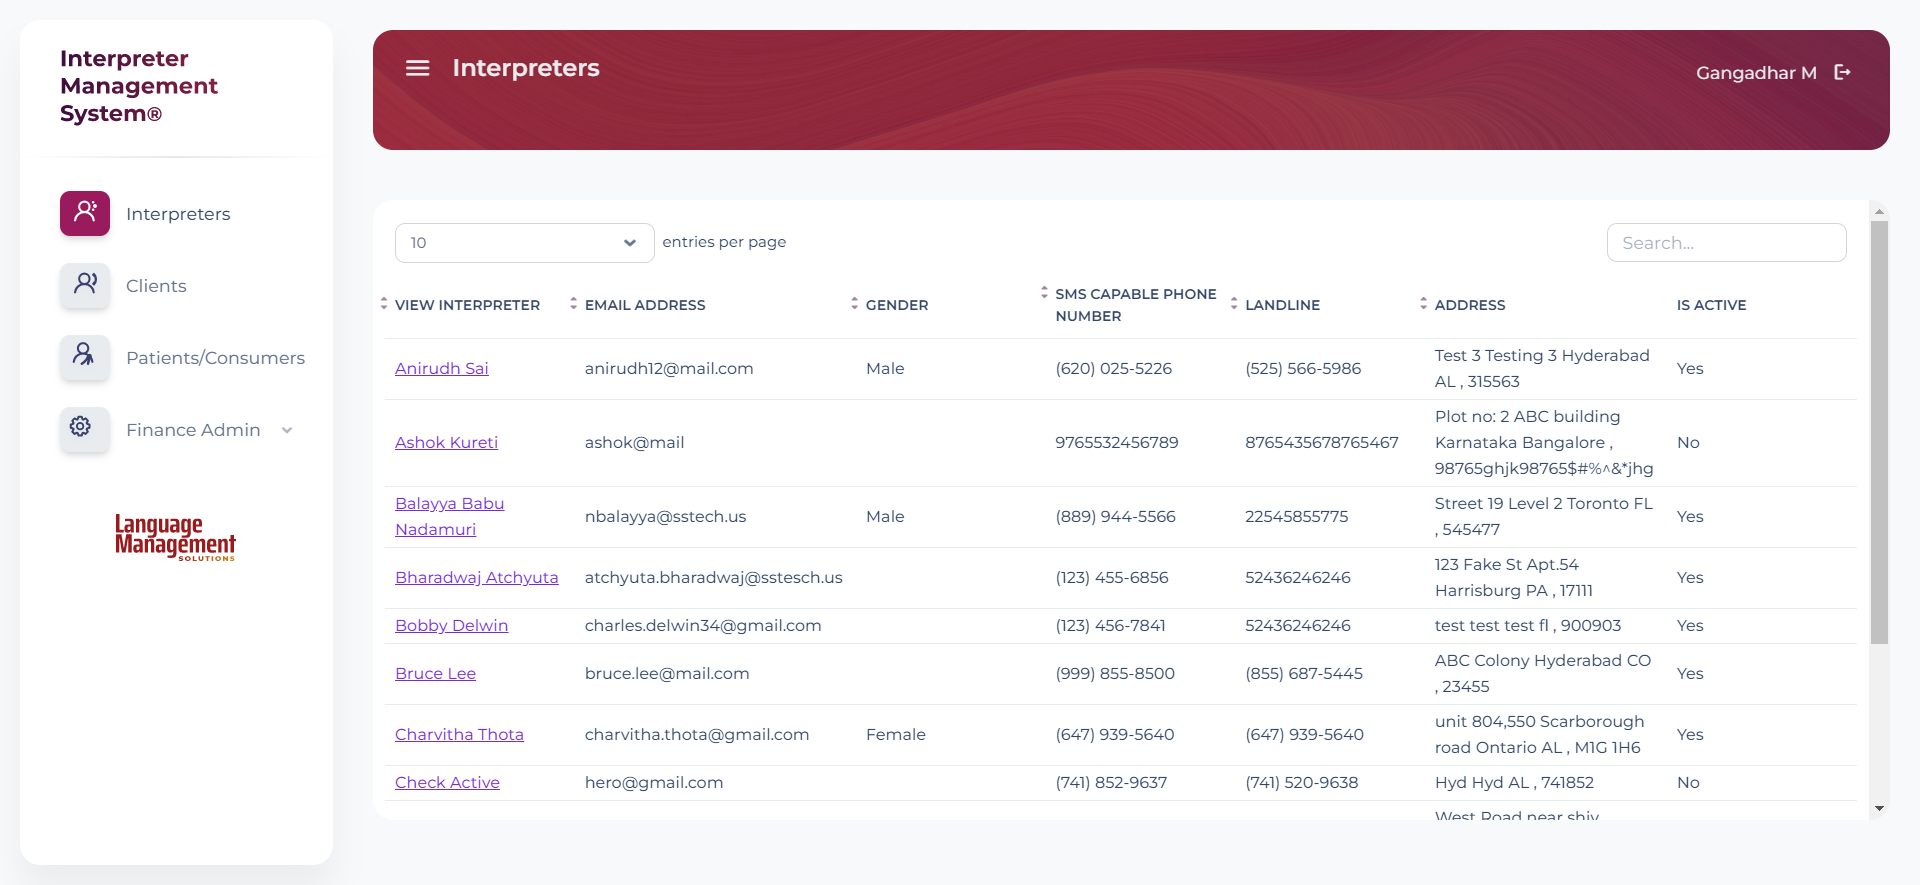 Interpreter
Management
System®
Interpreters
Clients
Patients/Consumers
Finance Admin
Language
Management
SOLUTIONS
Interpreters
Gangadhar M
10 entries per page
Search...
VIEW INTERPRETER EMAIL ADDRESS GENDER SMS CAPABLE PHONE NUMBER LANDLINE ADDRESS IS ACTIVE
Anirudh Sai anirudh12@mail.com Male (620) 025-5226 (525) 566-5986 Test 3 Testing 3 Hyderabad AL , 315563 Yes
Ashok Kureti ashok@mail 9765532456789 8765435678765467 Plot no: 2 ABC building Karnataka Bangalore , 98765ghjk98765$#%^&*jhg No
Balayya Babu Nadamuri nbalayya@sstech.us Male (889) 944-5566 22545855775 Street 19 Level 2 Toronto FL , 545477 Yes
Bharadwaj Atchyuta atchyuta.bharadwaj@sstesch.us (123) 455-6856 52436246246 123 Fake St Apt.54 Harrisburg PA , 17111 Yes
Bobby Delwin charles.delwin34@gmail.com (123) 456-7841 52436246246 test test test fl , 900903 Yes
Bruce Lee bruce.lee@mail.com (999) 855-8500 (855) 687-5445 ABC Colony Hyderabad CO , 23455 Yes
Charvitha Thota charvitha.thota@gmail.com Female (647) 939-5640 (647) 939-5640 unit 804,550 Scarborough road Ontario AL , M1G 1H6 Yes
Check Active hero@gmail.com (741) 852-9637 (741) 520-9638 Hyd Hyd AL , 741852 No
West Road near shiv